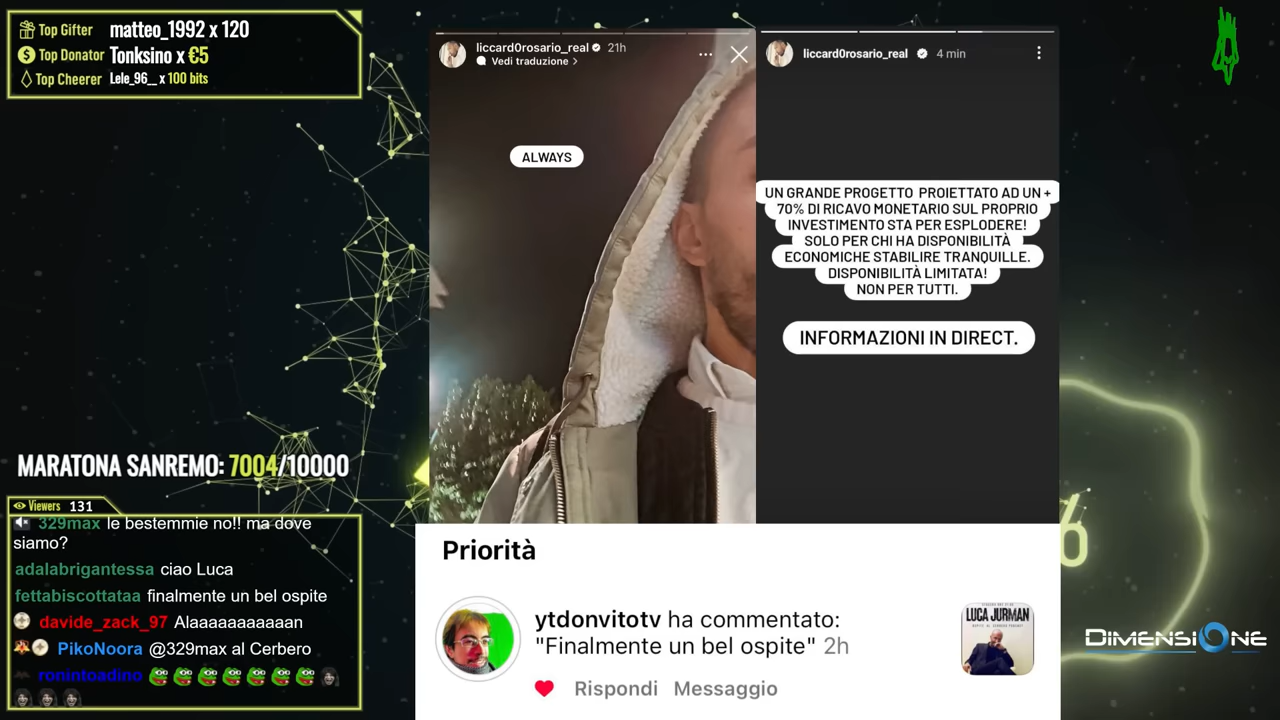 Top Gifter matteo_1992 x 120
Top Donator Tonksino x €5
Top Cheerer Lele_96__ x 100 bits
MARATONA SANREMO: 7004/10000
Viewers 131
329max le bestemmie no!! ma dove
siamo?
adalabrigantessa ciao Luca
fettabiscottataa finalmente un bel ospite
davide_zack_97 Alaaaaaaaaaaan
PikoNoora @329max al Cerbero
ronintoadino
liccard0rosario_real 21h
Vedi traduzione >
ALWAYS
liccard0rosario_real 4 min
UN GRANDE PROGETTO PROIETTATO AD UN +
70% DI RICAVO MONETARIO SUL PROPRIO
INVESTIMENTO STA PER ESPLODERE!
SOLO PER CHI HA DISPONIBILITÀ
ECONOMICHE STABILIRE TRANQUILLE.
DISPONIBILITÀ LIMITATA!
NON PER TUTTI.
INFORMAZIONI IN DIRECT.
Priorità
ytdonvitotv ha commentato:
"Finalmente un bel ospite" 2h
Rispondi Messaggio
LUCA JURMAN
DIMENSIONE